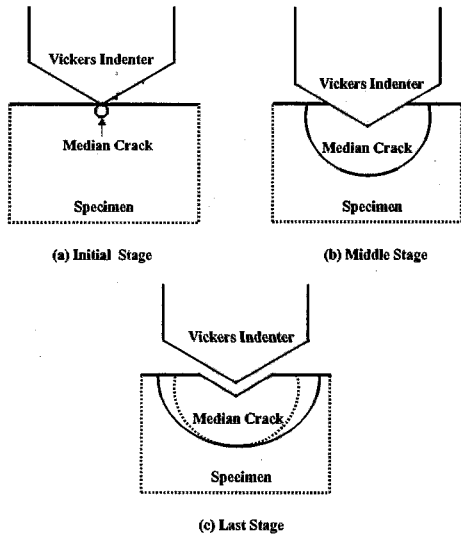 Vickers Indenter
Median Crack
Specimen
(a) Initial Stage
Vickers Indenter
Median Crack
Specimen
(b) Middle Stage
Vickers Indenter
Median Crack
Specimen
(c) Last Stage